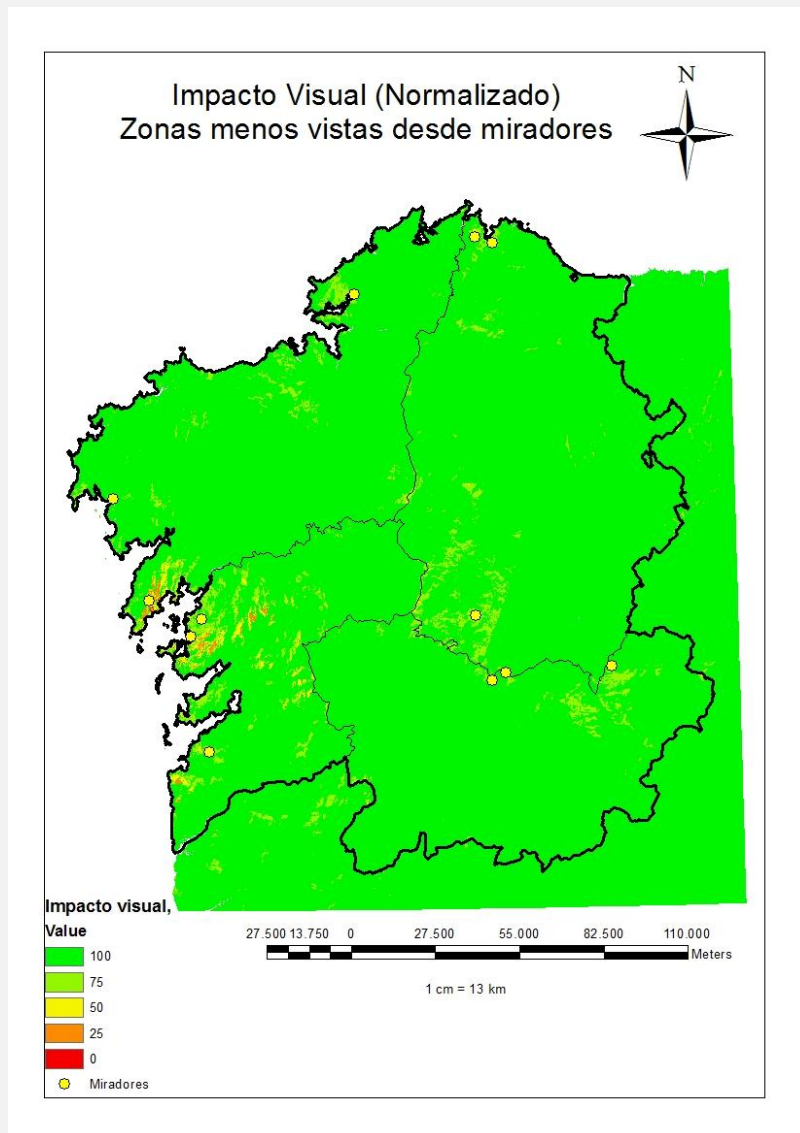 Impacto Visual (Normalizado)
Zonas menos vistas desde miradores
N
Impacto visual,
Value
100
75
50
25
0
Miradores
27.500 13.750 0 27.500 55.000 82.500 110.000
Meters
1 cm = 13 km